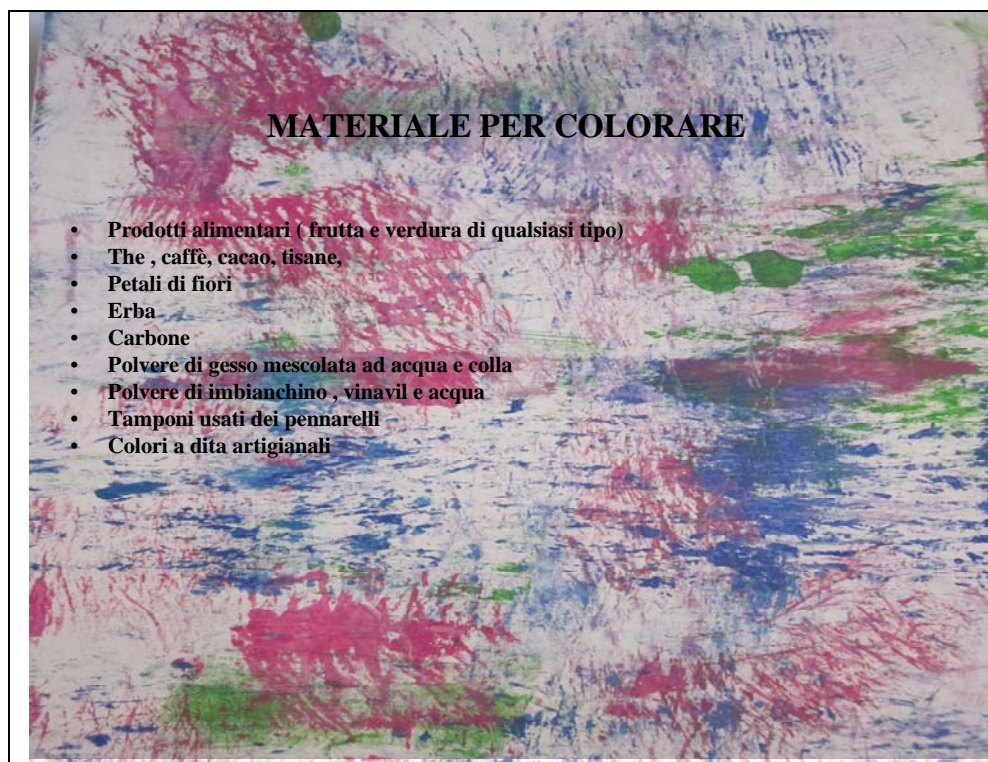 MATERIALE PER COLORARE
• Prodotti alimentari ( frutta e verdura di qualsiasi tipo)
• The , caffè, cacao, tisane,
• Petali di fiori
• Erba
• Carbone
• Polvere di gesso mescolata ad acqua e colla
• Polvere di imbianchino , vinavil e acqua
• Tamponi usati dei pennarelli
• Colori a dita artigianali